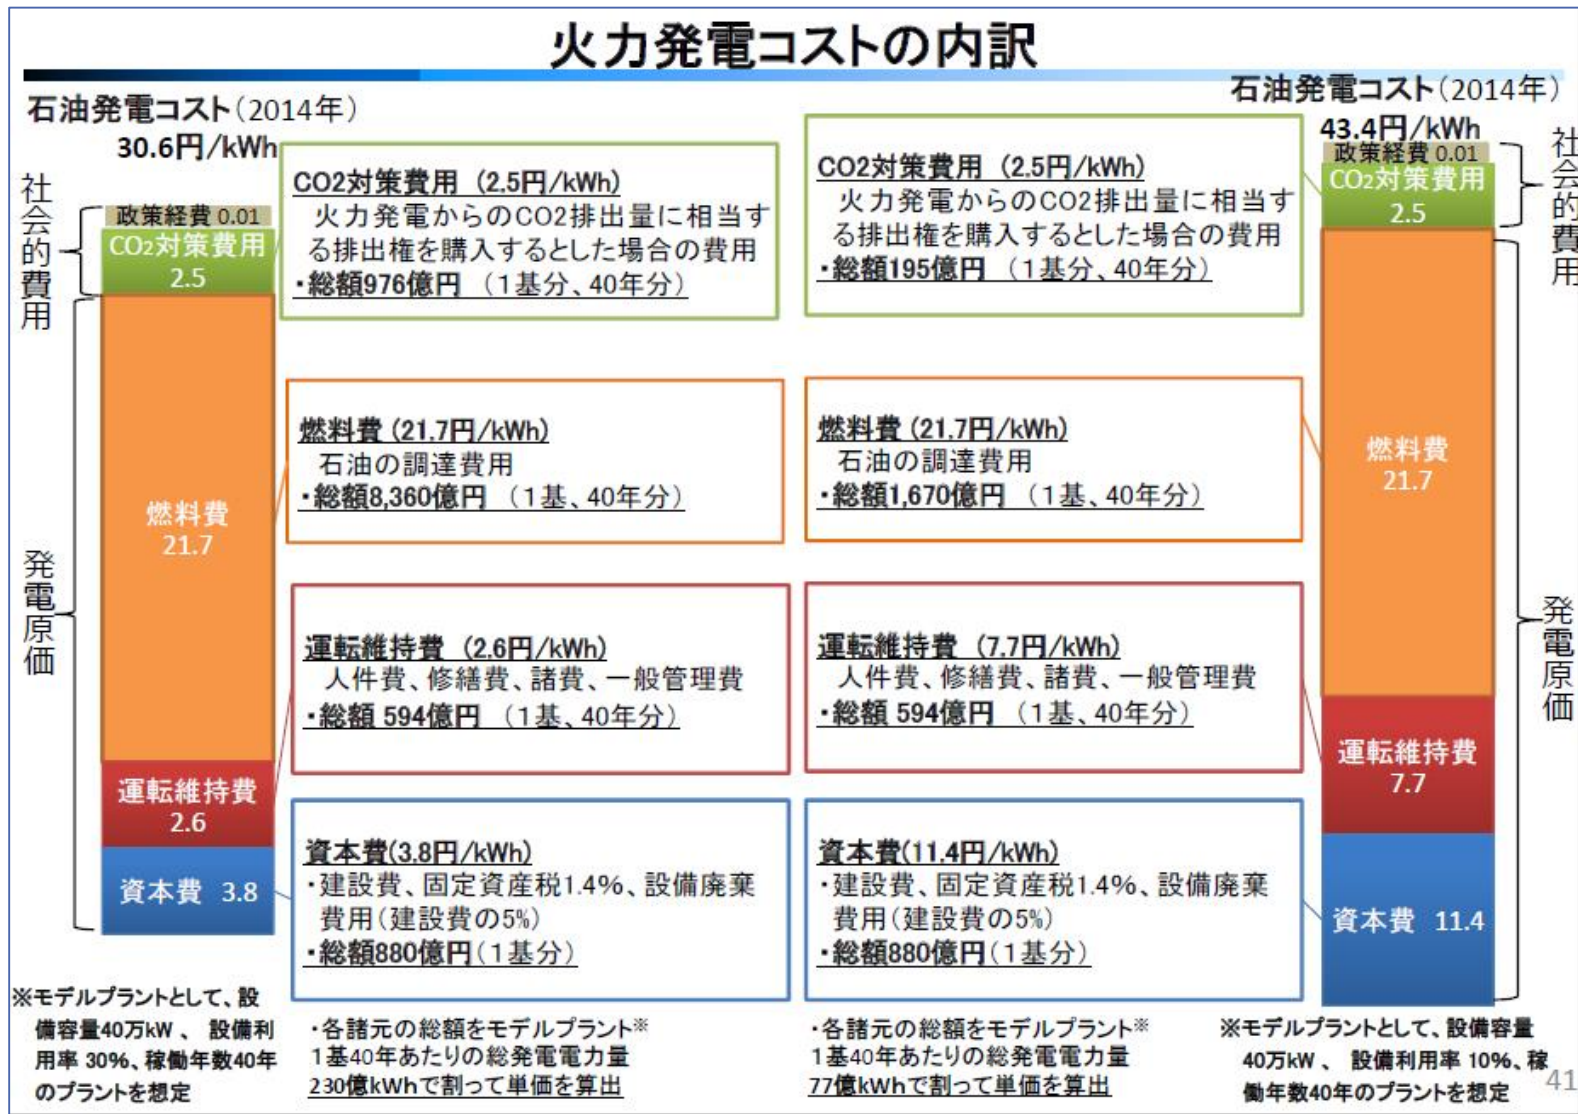 火力発電コストの内訳
石油発電コスト(2014年)
30.6円/kWh
社会的費用
政策経費 0.01
CO2対策費用
2.5
燃料費
21.7
運転維持費
2.6
資本費 3.8
発電原価
※モデルプラントとして、設
備容量40万kW 、 設備利
用率 30%、稼働年数40年
のプラントを想定
CO2対策費用 (2.5円/kWh)
火力発電からのCO2排出量に相当す
る排出権を購入するとした場合の費用
・総額976億円 (1基分、40年分)
燃料費 (21.7円/kWh)
石油の調達費用
・総額8,360億円 (1基、40年分)
運転維持費 (2.6円/kWh)
人件費、修繕費、諸費、一般管理費
・総額 594億円 (1基、40年分)
資本費(3.8円/kWh)
・建設費、固定資産税1.4%、設備廃棄
費用(建設費の5%)
・総額880億円(1基分)
・各諸元の総額をモデルプラント※
1基40年あたりの総発電電力量
230億kWhで割って単価を算出
CO2対策費用 (2.5円/kWh)
火力発電からのCO2排出量に相当す
る排出権を購入するとした場合の費用
・総額195億円 (1基分、40年分)
燃料費 (21.7円/kWh)
石油の調達費用
・総額1,670億円 (1基、40年分)
運転維持費 (7.7円/kWh)
人件費、修繕費、諸費、一般管理費
・総額 594億円 (1基、40年分)
資本費(11.4円/kWh)
・建設費、固定資産税1.4%、設備廃棄
費用(建設費の5%)
・総額880億円(1基分)
・各諸元の総額をモデルプラント※
1基40年あたりの総発電電力量
77億kWhで割って単価を算出
石油発電コスト(2014年)
43.4円/kWh
政策経費 0.01
CO2対策費用
2.5
社会的費用
燃料費
21.7
運転維持費
7.7
資本費 11.4
発電原価
※モデルプラントとして、設備容量
40万kW 、 設備利用率 10%、稼
働年数40年のプラントを想定
41